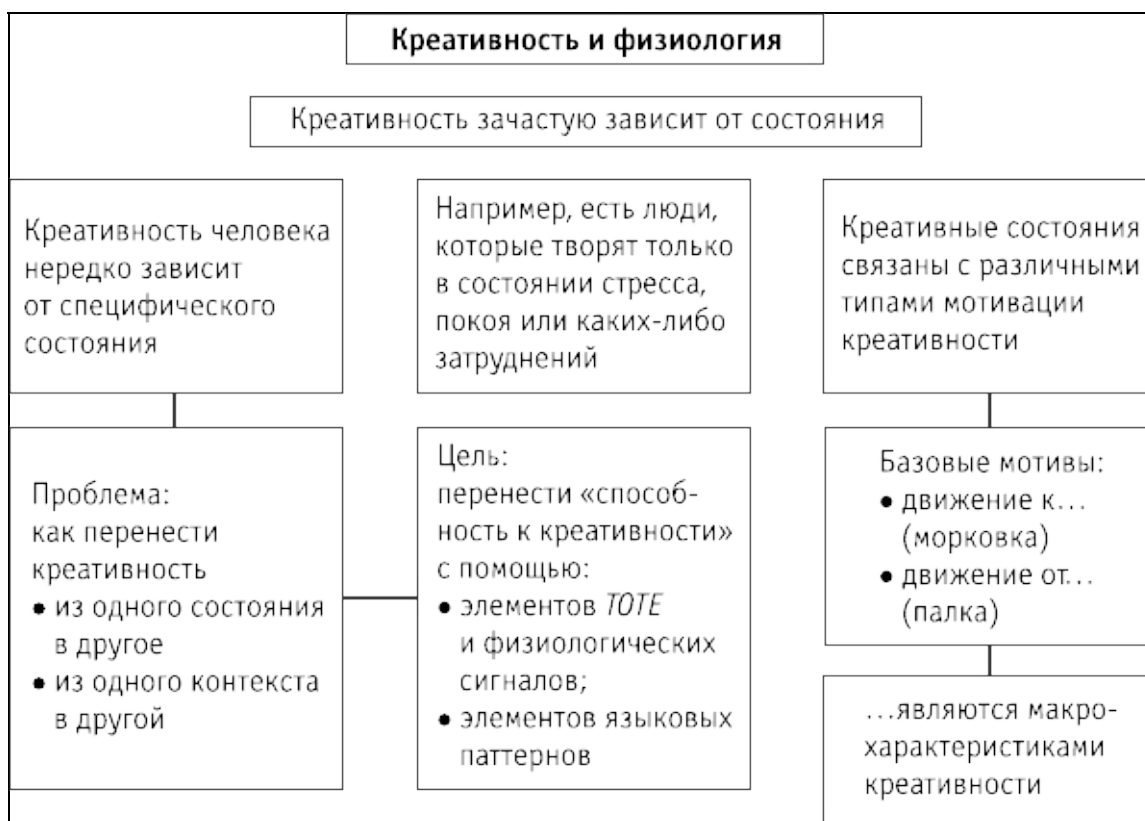 Креативность и физиология
Креативность зачастую зависит от состояния
Креативность человека
нередко зависит
от специфического
состояния
Например, есть люди,
которые творят только
в состоянии стресса,
покоя или каких-либо
затруднений
Креативные состояния
связаны с различными
типами мотивации
креативности
Проблема:
как перенести
креативность
● из одного состояния
в другое
● из одного контекста
в другой
Цель:
перенести «способ-
ность к креативности»
с помощью:
● элементов TOTE
и физиологических
сигналов;
● элементов языковых
паттернов
Базовые мотивы:
● движение к...
(морковка)
● движение от...
(палка)
...являются макро-
характеристиками
креативности